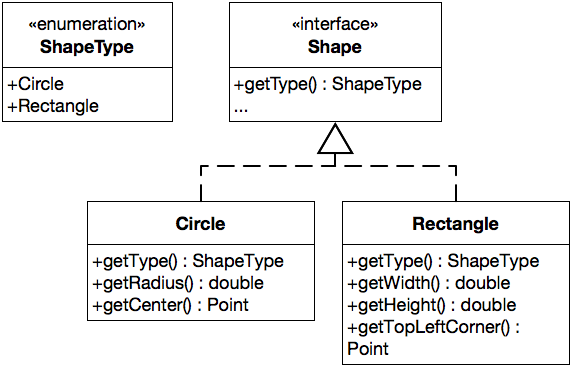 «enumeration»
ShapeType
+Circle
+Rectangle
«interface»
Shape
+getType() : ShapeType
...
Circle
+getType() : ShapeType
+getRadius() : double
+getCenter() : Point
Rectangle
+getType() : ShapeType
+getWidth() : double
+getHeight() : double
+getTopLeftCorner() :
Point